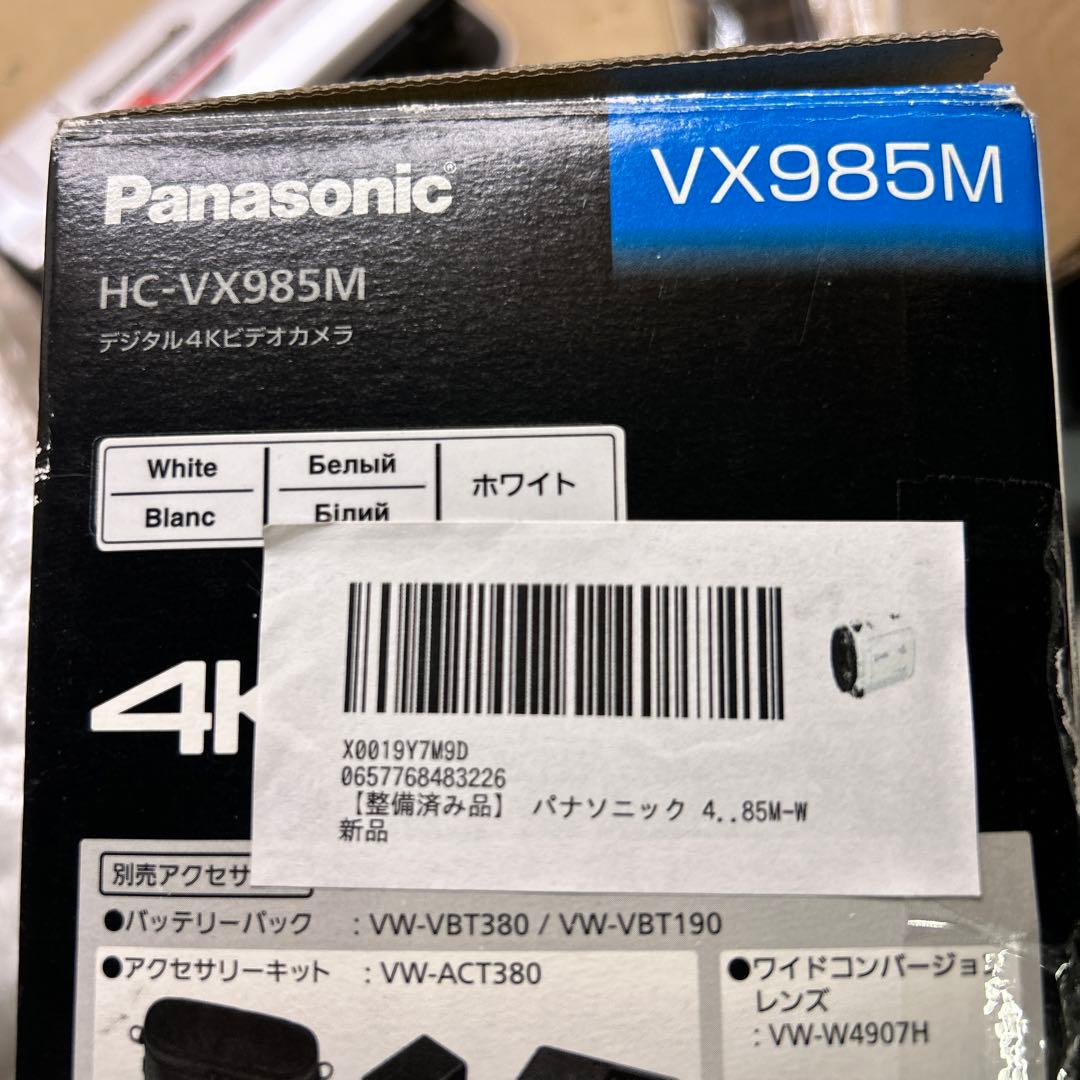 Panasonic®
VX985M
HC-VX985M
デジタル4Kビデオカメラ
White
Blanc
Белый
Білий
ホワイト
4K
X0019Y7M9D
0657768483226
【整備済み品】 パナソニック 4..85M-W
新品
別売アクセサ
●バッテリーパック : VW-VBT380 / VW-VBT190
●アクセサリーキット : VW-ACT380
●ワイドコンバージョン
レンズ
: VW-W4907H